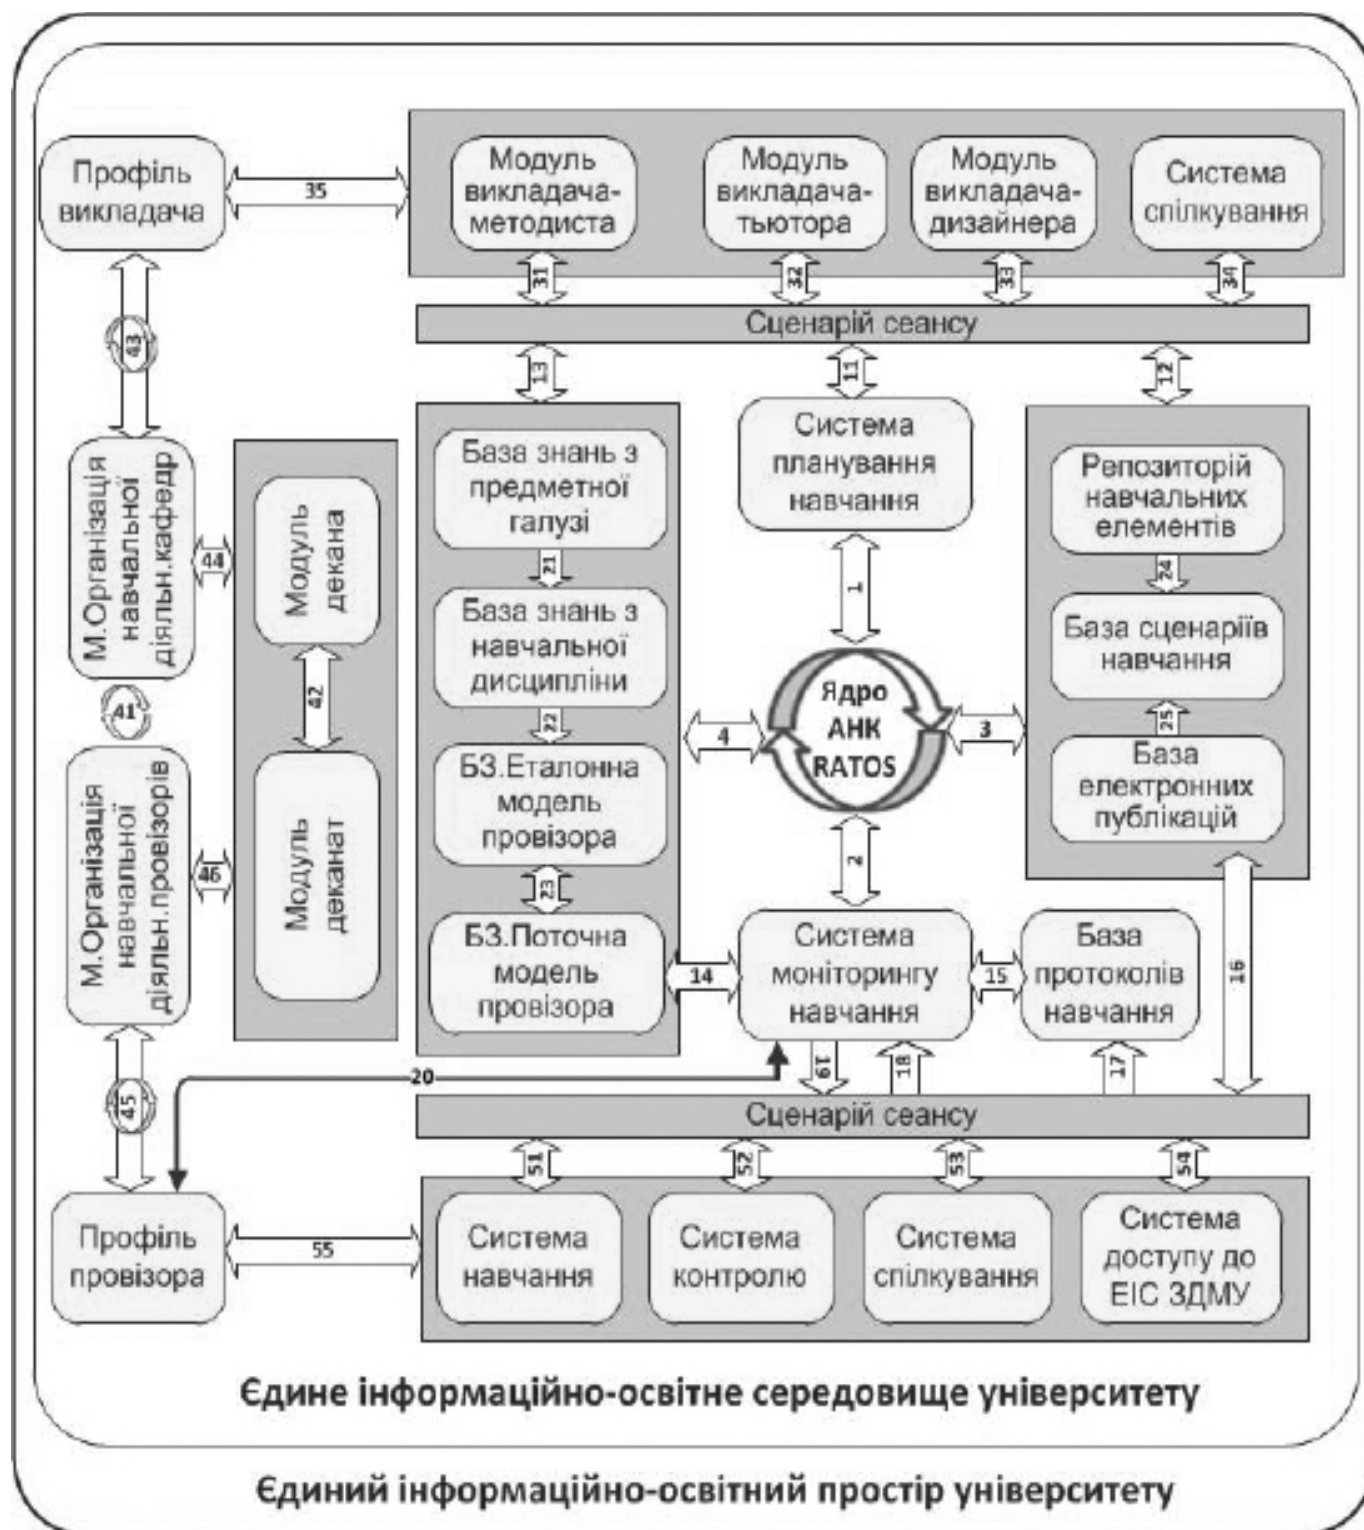 Профіль
викладача
35
Модуль
викладача-
методиста
Модуль
викладача-
тьютора
Модуль
викладача-
дизайнера
Система
спілкування
31
32
33
34
Сценарій сеансу
43
13
11
12
М.Організація
навчальної
діяльн.кафедр
44
Модуль
декана
42
Модуль
деканат
41
М.Організація
навчальної
діяльн.провізорів
46
База знань з
предметної
галузі
21
База знань з
навчальної
дисципліни
22
БЗ.Еталонна
модель
провізора
23
БЗ.Поточна
модель
провізора
Система
планування
навчання
1
4
Ядро
АНК
RATOS
3
2
Репозиторій
навчальних
елементів
24
База сценаріїв
навчання
25
База
електронних
публікацій
14
Система
моніторингу
навчання
15
База
протоколів
навчання
16
45
20
19
18
17
Сценарій сеансу
51
52
53
54
Профіль
провізора
55
Система
навчання
Система
контролю
Система
спілкування
Система
доступу до
ЕІС ЗДМУ
Єдине інформаційно-освітнє середовище університету
Єдиний інформаційно-освітний простір університету